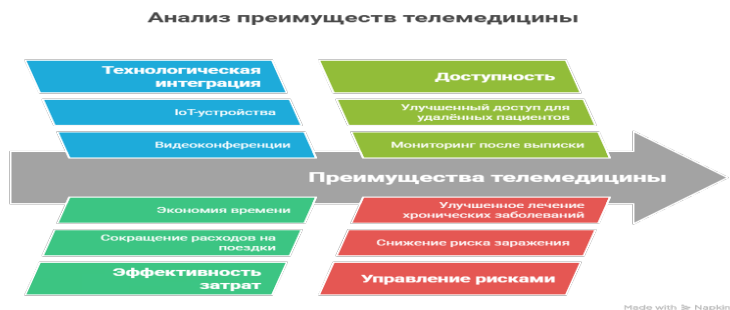 Анализ преимуществ телемедицины
Технологическая
интеграция
IoT-устройства
Видеоконференции
Доступность
Улучшенный доступ для
удалённых пациентов
Мониторинг после выписки
Преимущества телемедицины
Экономия времени
Сокращение расходов на
поездки
Эффективность
затрат
Улучшенное лечение
хронических заболеваний
Снижение риска заражения
Управление рисками
Made with Napkin